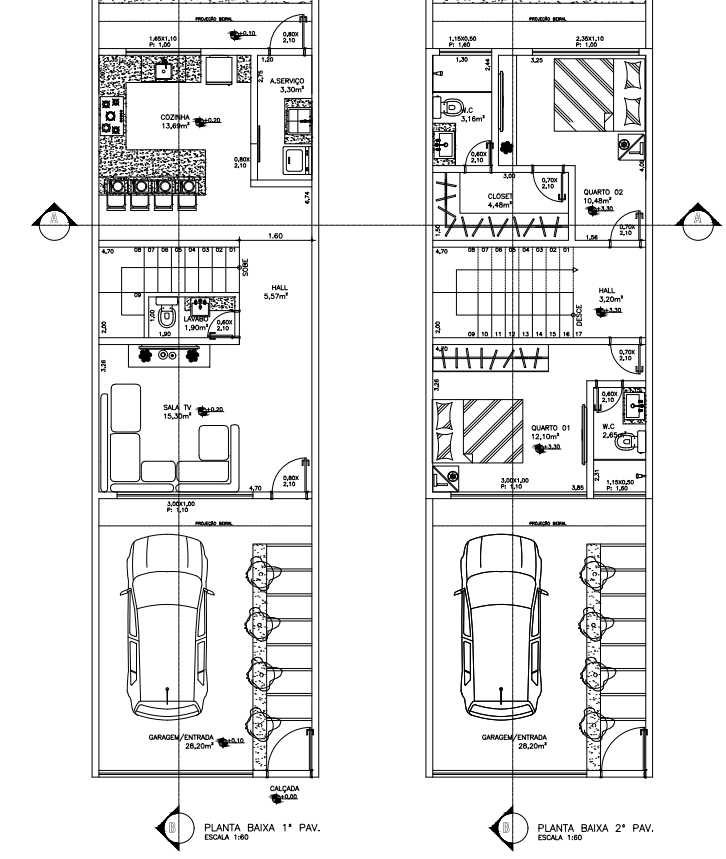 PROJEÇÃO BEIRAL
+0,10
0,80X
2,10
1,65X1,10
P: 1,00
1,20
2,75
A.SERVIÇO
3,30m²
COZINHA
13,69m²
+0,20
0,80X
2,10
4,74
A
1.60
4,70
08 07 06 05 04 03 02 01
09
SOBE
HALL
5,57m²
1,00
LAVABO
1,90m²
0,60X
2,10
1,90
2,00
3,26
SALA TV
15,30m²
+0,20
0,80X
2,10
4,70
3,00X1,00
P: 1,10
PROJEÇÃO BEIRAL
GARAGEM/ENTRADA
28,20m²
+0,10
CALÇADA
+0,00
B
PLANTA BAIXA 1° PAV.
ESCALA 1:60
PROJEÇÃO BEIRAL
1,15X0,50
P: 1,60
2,35X1,10
P: 1,00
1,30
2,44
3,25
W.C
3,16m²
0,60X
2,10
3,00
4,06
CLOSET
4,48m²
0,70X
2,10
QUARTO 02
10,48m²
+3,30
1,50
1,56
0,70X
2,10
A
4,70
08 07 06 05 04 03 02 01
HALL
3,20m²
+3,30
DESCE
2,00
09 10 11 12 13 14 15 16 17
4,70
0,70X
2,10
3,26
0,60X
2,10
W.C
2,65m²
QUARTO 01
12,10m²
+3,30
2,31
3,00X1,00
P: 1,10
3,85
1,15X0,50
P: 1,60
PROJEÇÃO BEIRAL
GARAGEM/ENTRADA
28,20m²
B
PLANTA BAIXA 2° PAV.
ESCALA 1:60